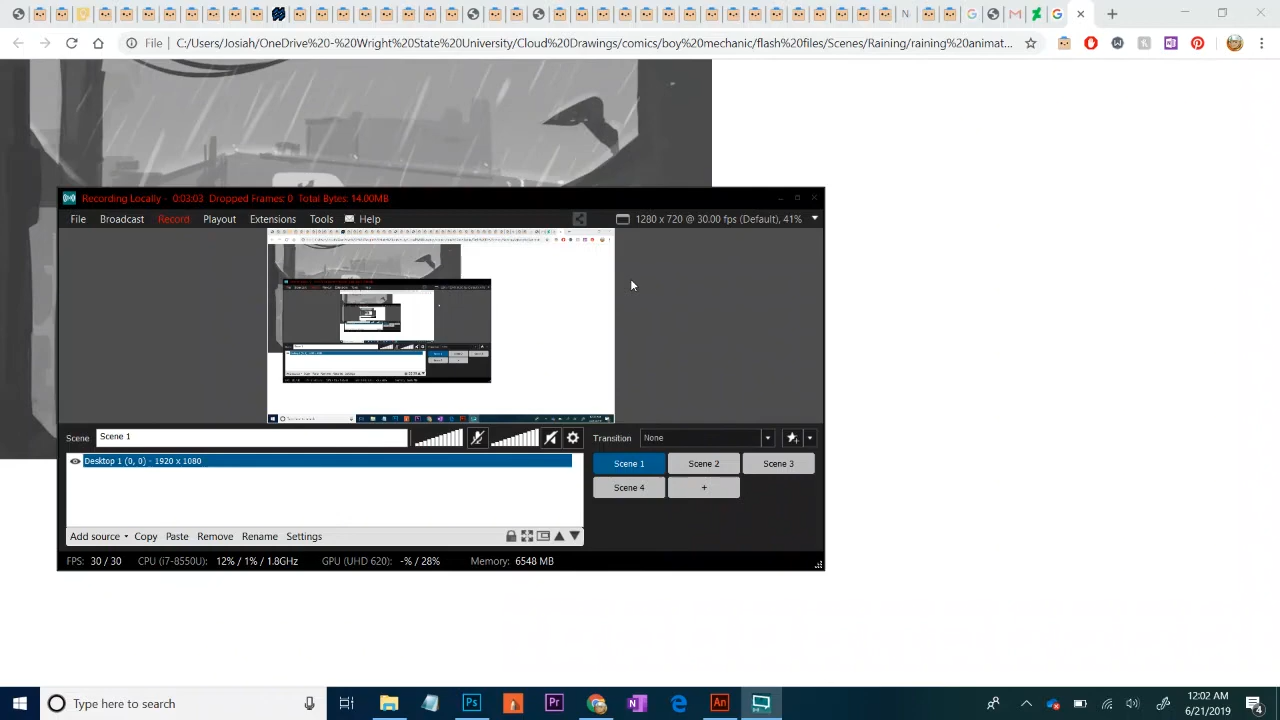 File C:/Users/Josiah/OneDrive%20-%20Wright%20State%20University/Cloud%20Drawings/comics/boy%20mechanic/flash%20files/Scenes/Raining/raining%20animat...
Recording Locally - 0:03:03 Dropped Frames: 0 Total Bytes: 14.00MB
File Broadcast Record Playout Extensions Tools Help 1280 x 720 @ 30.00 fps (Default), 41%
Scene Scene 1 Transition None
Desktop 1 (0, 0) - 1920 x 1080
Scene 1 Scene 2 Scene 3
Scene 4 +
Add source Copy Paste Remove Rename Settings
FPS: 30 / 30 CPU (i7-8550U): 12% / 1% / 1.8GHz GPU (UHD 620): -% / 28% Memory: 6548 MB
Type here to search
Ps Pr N An
12:02 AM
6/21/2019
4